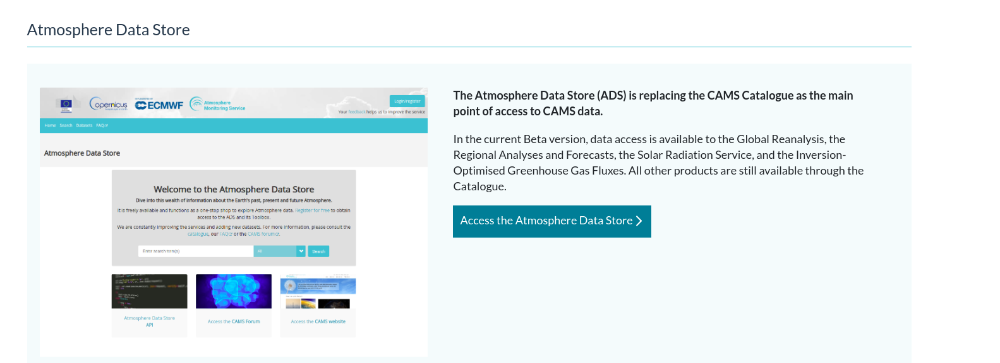 Atmosphere Data Store
opernicus
ECMWF
Atmosphere
Monitoring Service
Login/register
Your Feedback helps us to improve the service
Home Search Datasets FAQ
Atmosphere Data Store
Welcome to the Atmosphere Data Store
Dive into this wealth of information about the Earth's past, present and future Atmosphere.
It is freely available and functions as a one-stop shop to explore Atmosphere data. Register for free to obtain
access to the ADS and its Toolbox.
We are constantly improving the services and adding new datasets. For more information, please consult the
catalogue, our FAQ or the CAMS forum.
Enter search term(s) All Search
Atmosphere Data Store
API
Access the CAMS Forum
Access the CAMS website
The Atmosphere Data Store (ADS) is replacing the CAMS Catalogue as the main
point of access to CAMS data.
In the current Beta version, data access is available to the Global Reanalysis, the
Regional Analyses and Forecasts, the Solar Radiation Service, and the Inversion-
Optimised Greenhouse Gas Fluxes. All other products are still available through the
Catalogue.
Access the Atmosphere Data Store